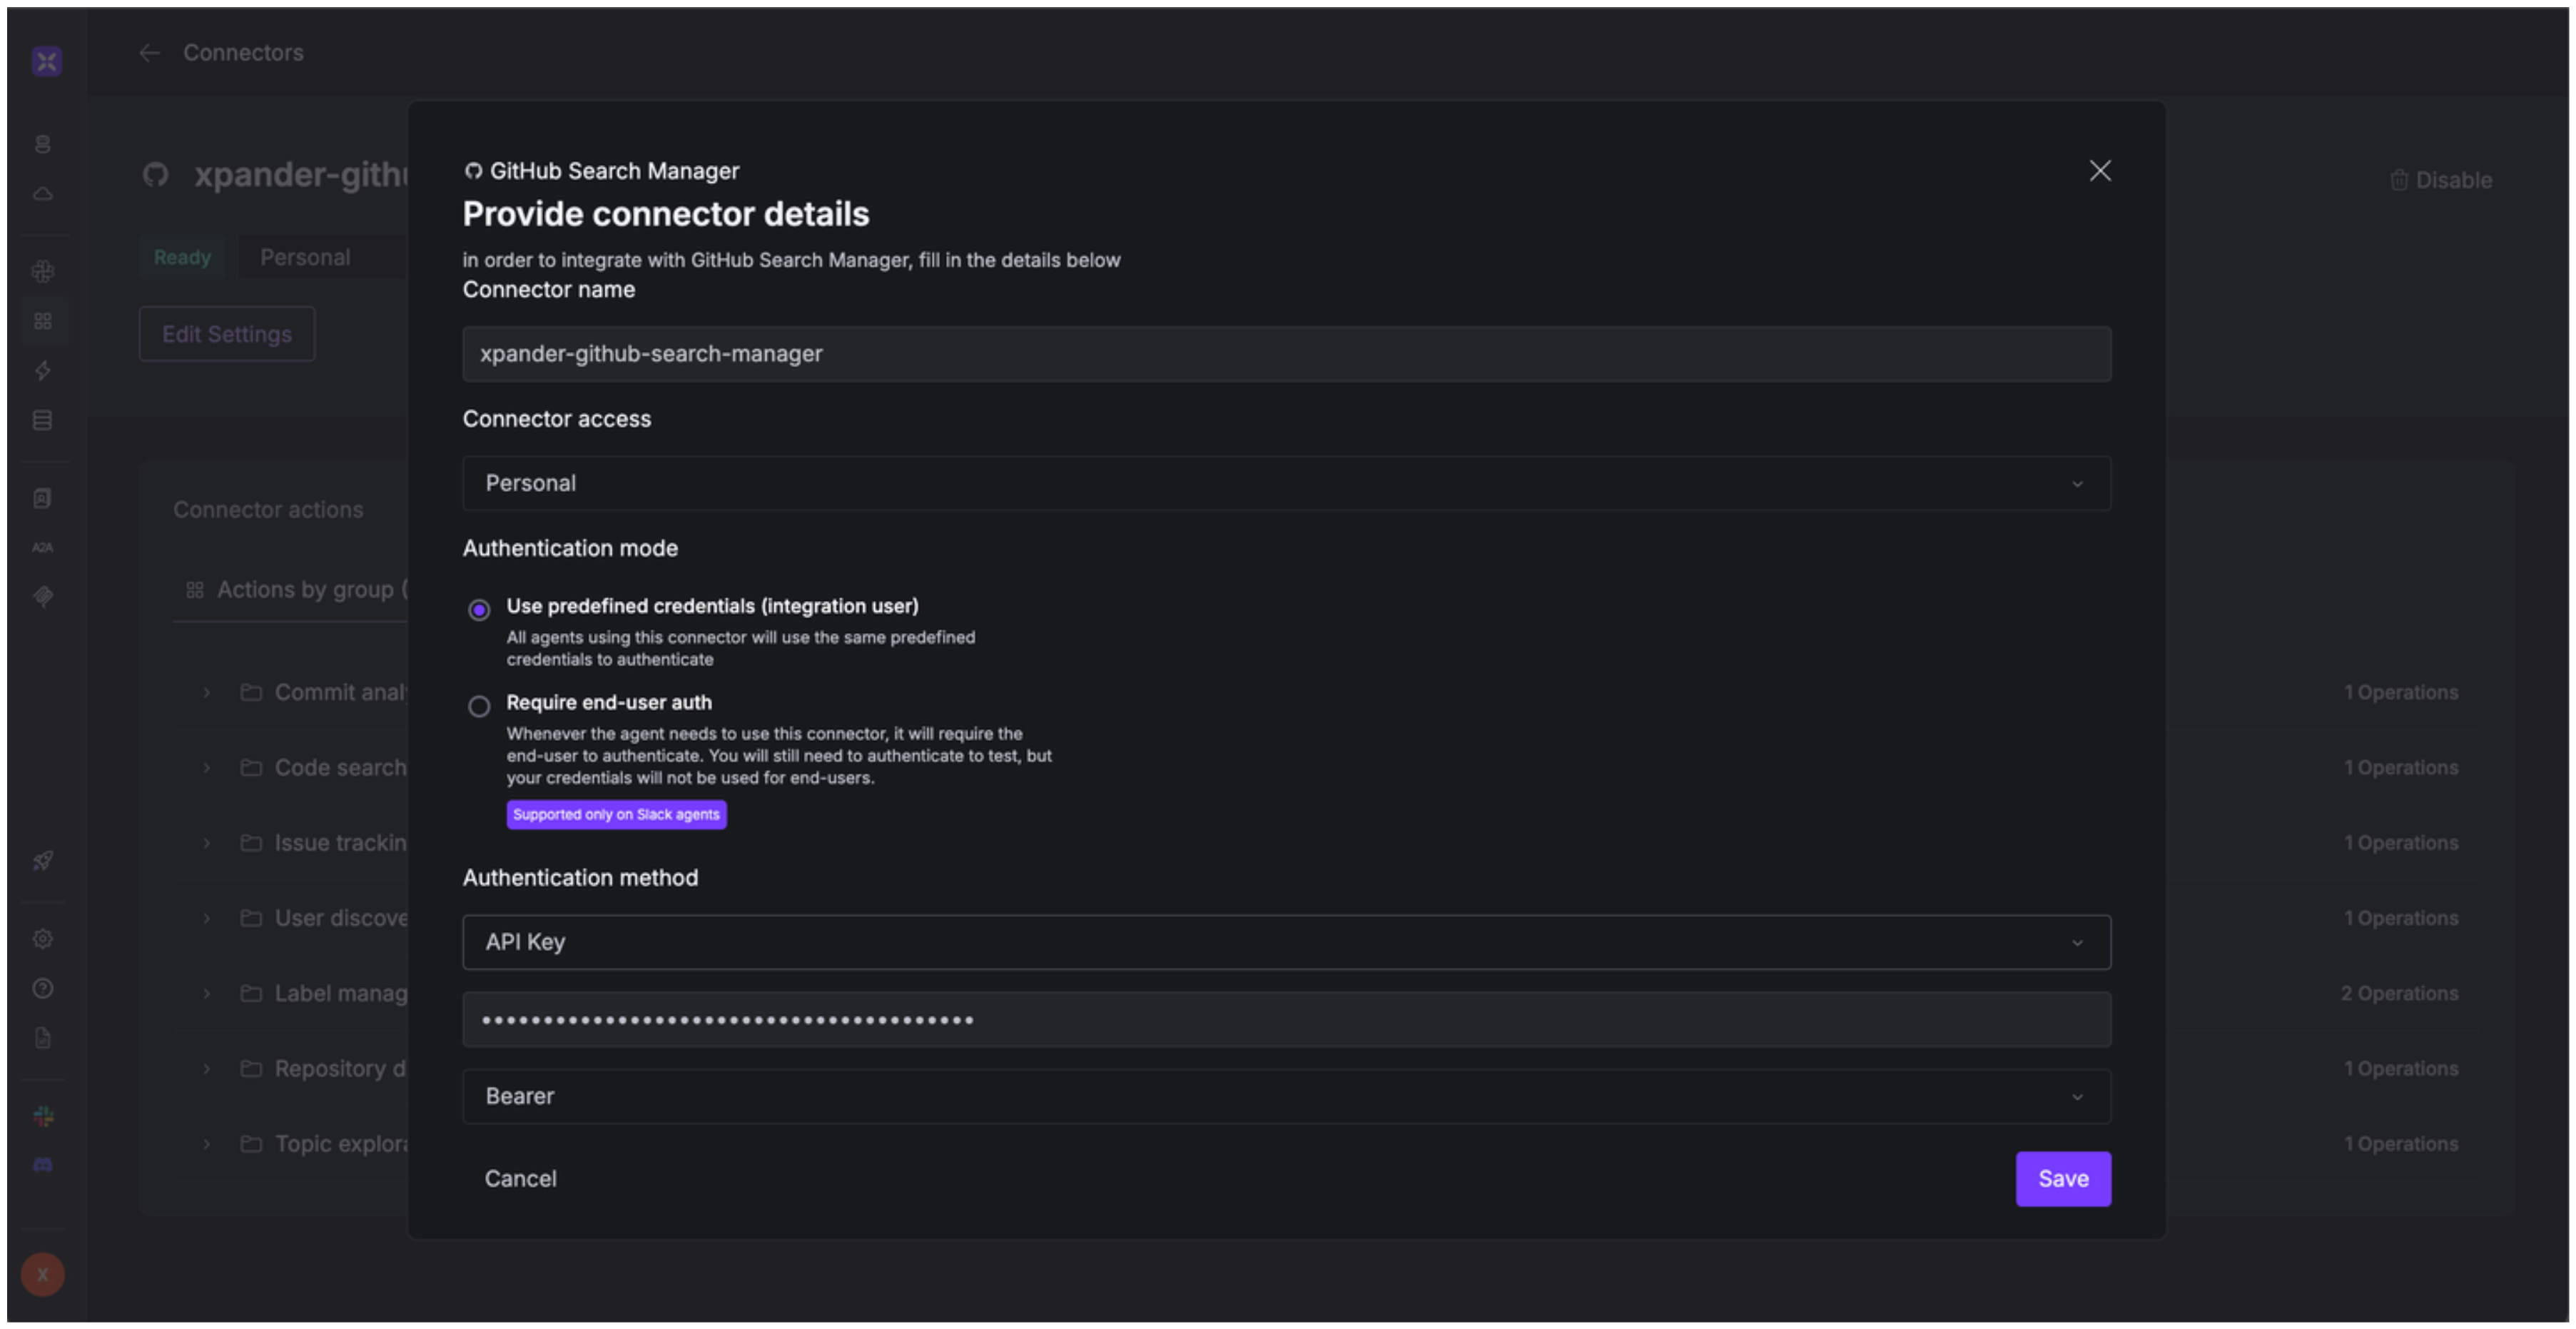 Connectors
xpander-githu
Disable
Ready
Personal
Edit Settings
GitHub Search Manager
Provide connector details
in order to integrate with GitHub Search Manager, fill in the details below
Connector name
xpander-github-search-manager
Connector access
Personal
Authentication mode
Use predefined credentials (integration user)
All agents using this connector will use the same predefined
credentials to authenticate
Require end-user auth
Whenever the agent needs to use this connector, it will require the
end-user to authenticate. You will still need to authenticate to test, but
your credentials will not be used for end-users.
Supported only on Slack agents
Authentication method
API Key
Bearer
Cancel
Save
Connector actions
A2A
Actions by group (
Commit anal
1 Operations
Code search
1 Operations
Issue trackin
1 Operations
User discove
1 Operations
Label manag
2 Operations
Repository d
1 Operations
Topic explora
1 Operations
X